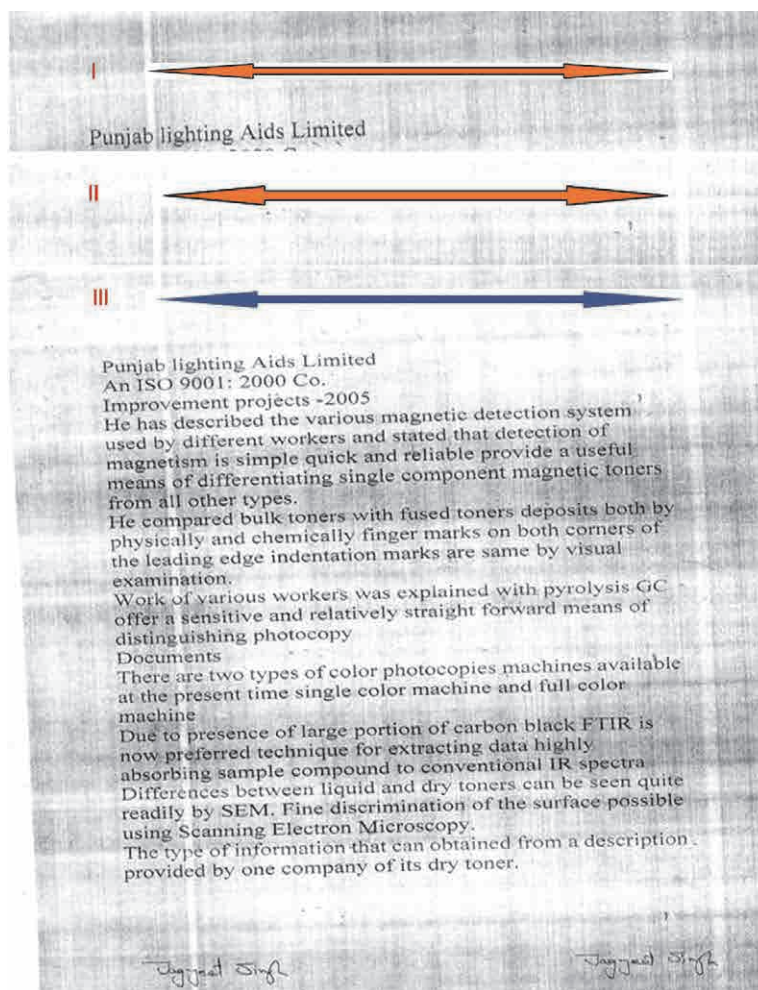 I
Punjab lighting Aids Limited
II
III
Punjab lighting Aids Limited
An ISO 9001: 2000 Co.
Improvement projects -2005
He has described the various magnetic detection system
used by different workers and stated that detection of
magnetism is simple quick and reliable provide a useful
means of differentiating single component magnetic toners
from all other types.
He compared bulk toners with fused toners deposits both by
physically and chemically finger marks on both corners of
the leading edge indentation marks are same by visual
examination.
Work of various workers was explained with pyrolysis GC
offer a sensitive and relatively straight forward means of
distinguishing photocopy
Documents
There are two types of color photocopies machines available
at the present time single color machine and full color
machine
Due to presence of large portion of carbon black FTIR is
now preferred technique for extracting data highly
absorbing sample compound to conventional IR spectra
Differences between liquid and dry toners can be seen quite
readily by SEM. Fine discrimination of the surface possible
using Scanning Electron Microscopy.
The type of information that can obtained from a description
provided by one company of its dry toner.
Jagjeet Singh Jagjeet Singh